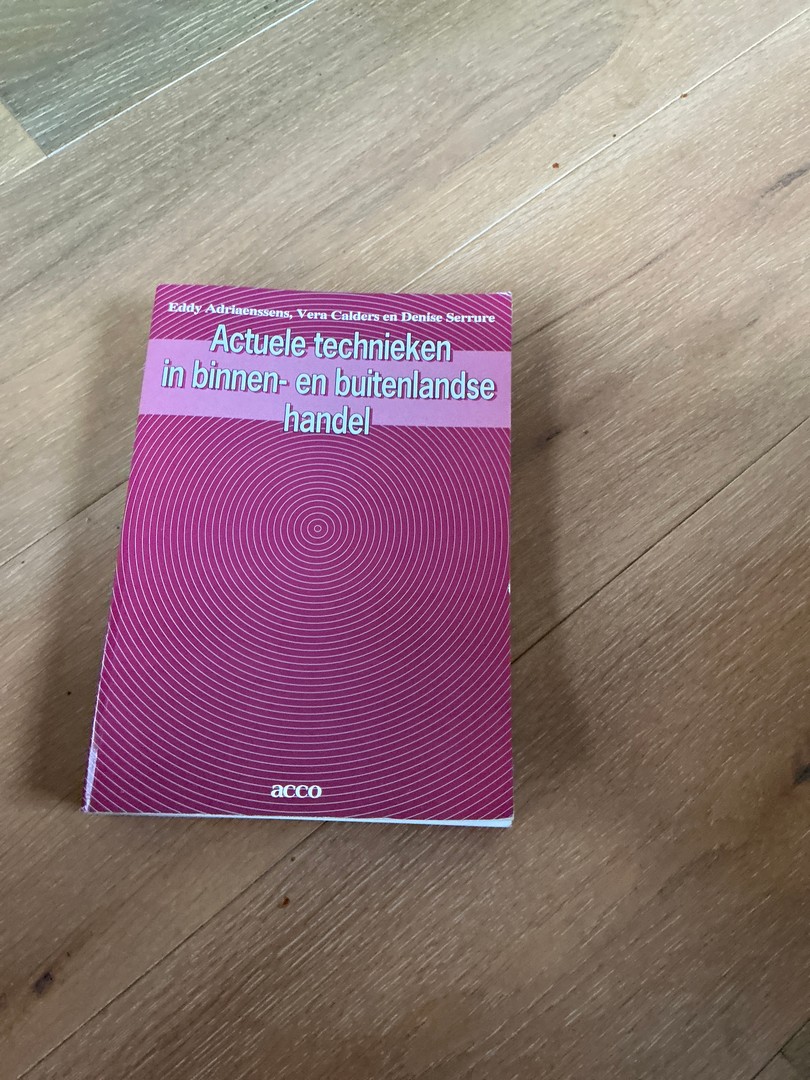 Eddy Adriaenssens, Vera Calders en Denise Serrure
Actuele technieken
in binnen- en buitenlandse
handel
acco